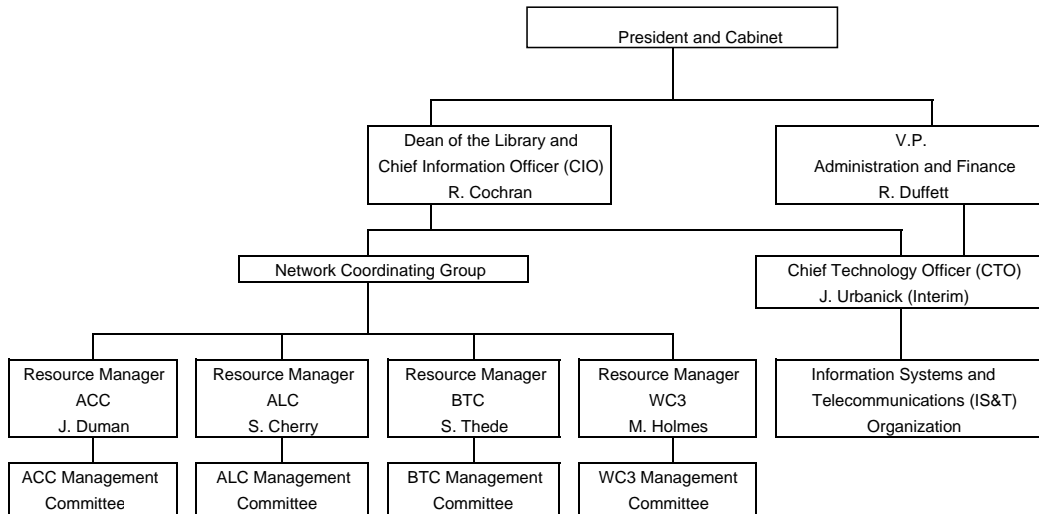 President and Cabinet
Dean of the Library and
Chief Information Officer (CIO)
R. Cochran
V.P.
Administration and Finance
R. Duffett
Network Coordinating Group
Chief Technology Officer (CTO)
J. Urbanick (Interim)
Resource Manager
ACC
J. Duman
Resource Manager
ALC
S. Cherry
Resource Manager
BTC
S. Thede
Resource Manager
WC3
M. Holmes
Information Systems and
Telecommunications (IS&T)
Organization
ACC Management
Committee
ALC Management
Committee
BTC Management
Committee
WC3 Management
Committee